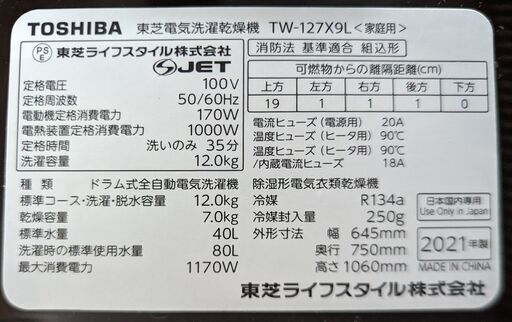 TOSHIBA 東芝電気洗濯乾燥機 TW-127X9L<家庭用>
PS E 東芝ライフスタイル株式会社
S-JET
消防法 基準適合 組込形
可燃物からの離隔距離(cm)
上方 左方 右方 後方 下方
19 1 1 1 0
定格電圧 100V
定格周波数 50/60Hz
電動機定格消費電力 170W
電熱装置定格消費電力 1000W
定格時間 洗いのみ 35分
洗濯容量 12.0kg
電流ヒューズ(電源用) 20A
温度ヒューズ(ヒータ用) 90℃
温度ヒューズ(ヒータ用) 90℃
/内蔵電流ヒューズ 18A
種類 ドラム式全自動電気洗濯機
標準コース・洗濯・脱水容量 12.0kg
乾燥容量 7.0kg
標準水量 40L
洗濯時の標準使用水量 80L
最大消費電力 1170W
除湿形電気衣類乾燥機
冷媒 R134a
冷媒封入量 250g
外形寸法 幅 645mm
奥行 750mm
高さ 1060mm
日本国内専用
Use Only in Japan
2021年製
MADE IN CHINA
東芝ライフスタイル株式会社